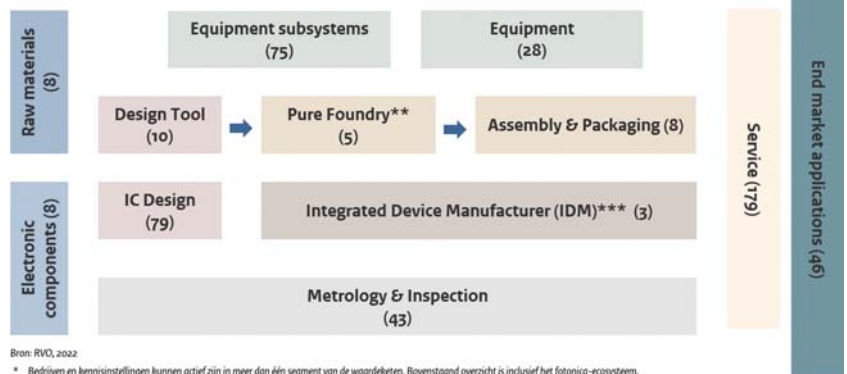 Raw materials
(8)
Equipment subsystems
(75)
Equipment
(28)
Design Tool
(10)
Pure Foundry**
(5)
Assembly & Packaging (8)
Electronic
components (8)
IC Design
(79)
Integrated Device Manufacturer (IDM)*** (3)
Metrology & Inspection
(43)
Service (179)
End market applications (46)
Bron: RVO, 2022
* Bedrijven en kennisinstellingen kunnen actief zijn in meer dan één segment van de waardeketen. Bovenstaand overzicht is inclusief het fotonica-ecosysteem.